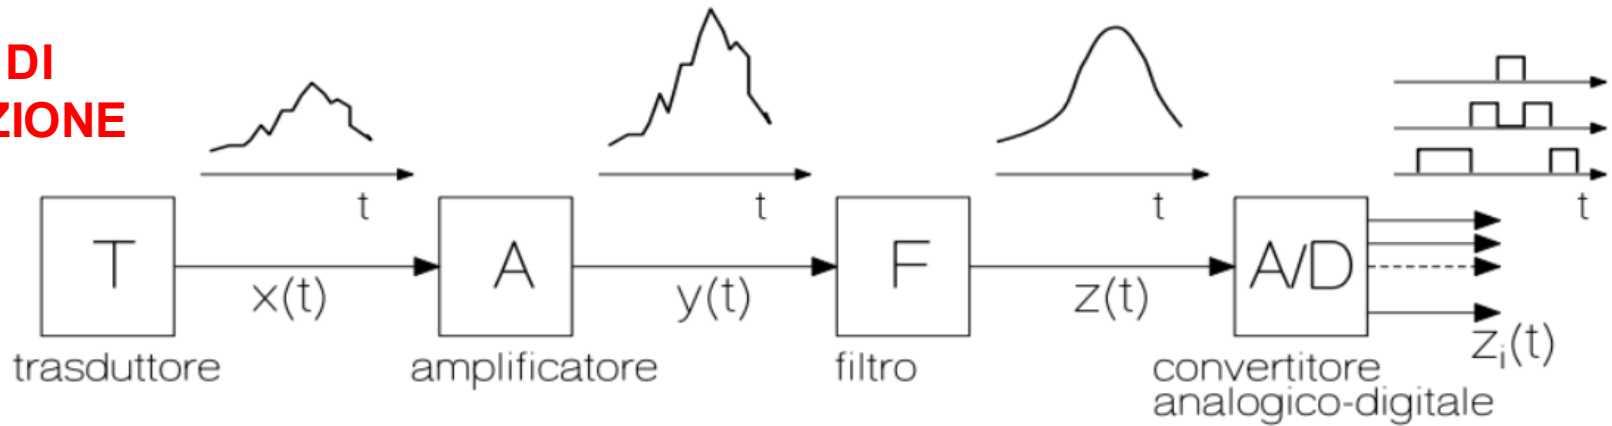 DI
ZIONE
t
t
t
t
T
A
F
A/D
x(t)
y(t)
z(t)
zi(t)
trasduttore
amplificatore
filtro
convertitore
analogico-digitale